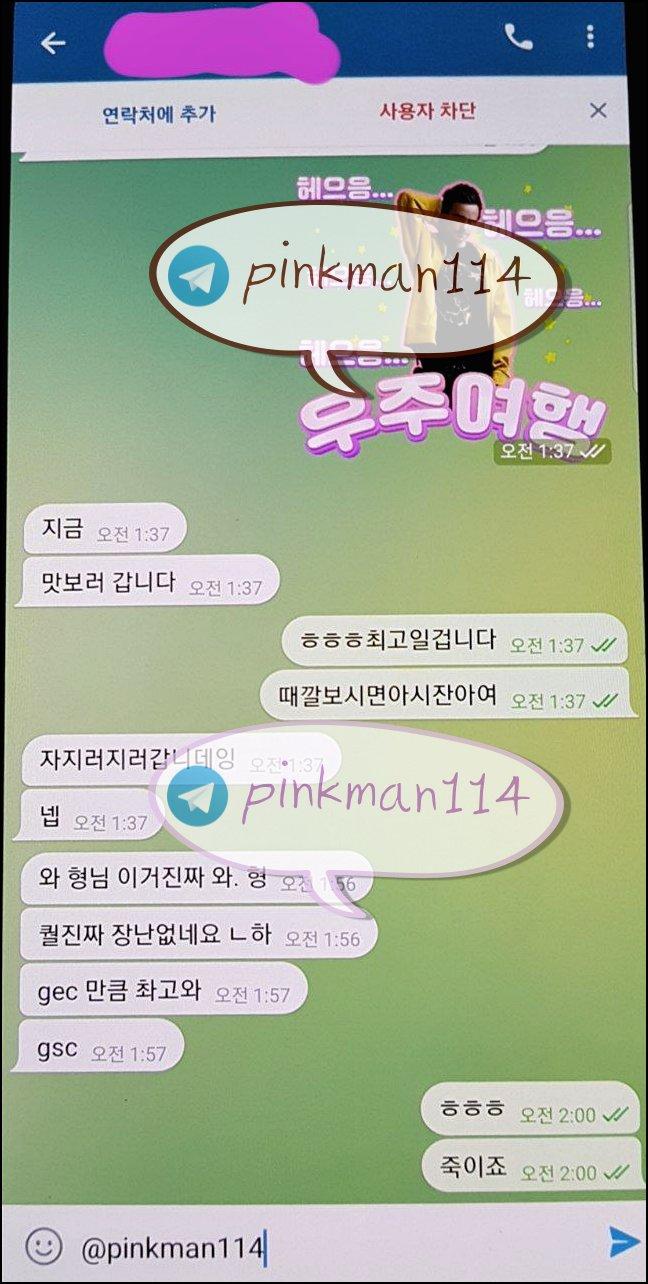 연락처에 추가
사용자 차단
헤으응...
헤으응...
pinkman114
헤으응...
헤으응...
우주여행
오전 1:37
지금 오전 1:37
맛보러 갑니다 오전 1:37
ㅎㅎㅎ최고일겁니다 오전 1:37
때깔보시면아시잔아여 오전 1:37
자지러지러갑니데잉 오전 1:37
pinkman114
넵 오전 1:37
와 형님 이거진짜 와. 형 오전 1:56
퀄진짜 장난없네요 ㄴ하 오전 1:56
gec 만큼 촤고와 오전 1:57
gsc 오전 1:57
ㅎㅎㅎ 오전 2:00
죽이죠 오전 2:00
@pinkman114